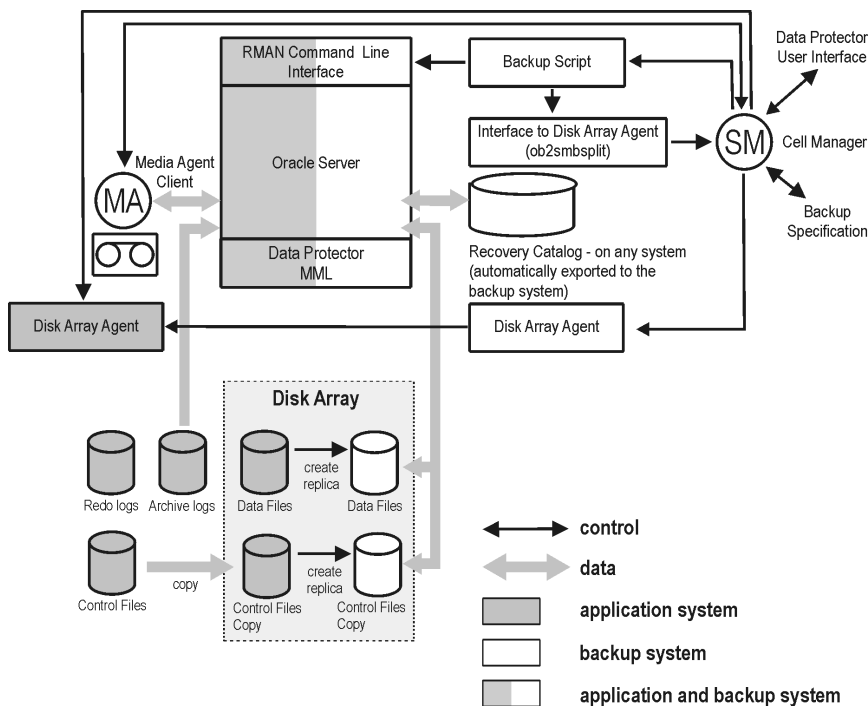 RMAN Command Line
Interface
Backup Script
Data Protector
User Interface
Interface to Disk Array Agent
(ob2smbsplit)
SM
Cell Manager
Media Agent
Client
MA
Oracle Server
Backup
Specification
Recovery Catalog - on any system
(automatically exported to the
backup system)
Data Protector
MML
Disk Array Agent
Disk Array Agent
Disk Array
Redo logs
Archive logs
Data Files
create
replica
Data Files
Control Files
copy
Control Files
Copy
create
replica
Control Files
Copy
control
data
application system
backup system
application and backup system